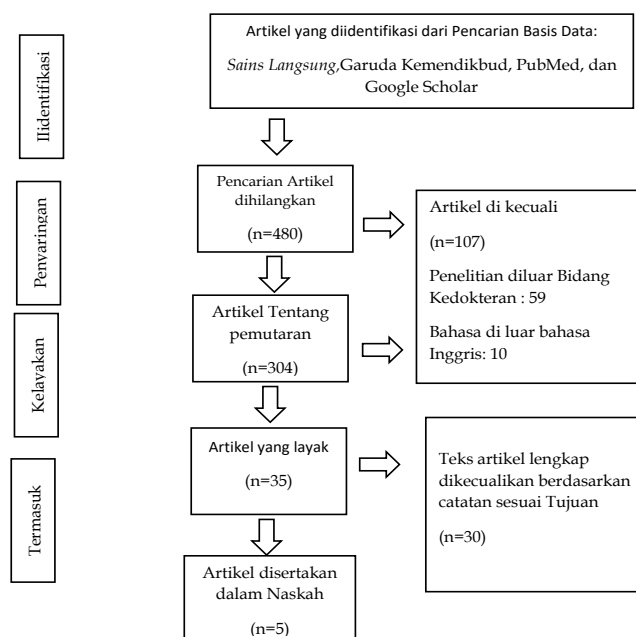 Artikel yang diidentifikasi dari Pencarian Basis Data:
Sains Langsung,Garuda Kemendikbud, PubMed, dan
Google Scholar
IIidentifikasi
Pencarian Artikel
dihilangkan
(n=480)
Artikel di kecuali
(n=107)
Penelitian diluar Bidang
Kedokteran : 59
Bahasa di luar bahasa
Inggris: 10
Penyaringan
Artikel Tentang
pemutaran
(n=304)
Kelayakan
Artikel yang layak
(n=35)
Teks artikel lengkap
dikecualikan berdasarkan
catatan sesuai Tujuan
(n=30)
Termasuk
Artikel disertakan
dalam Naskah
(n=5)